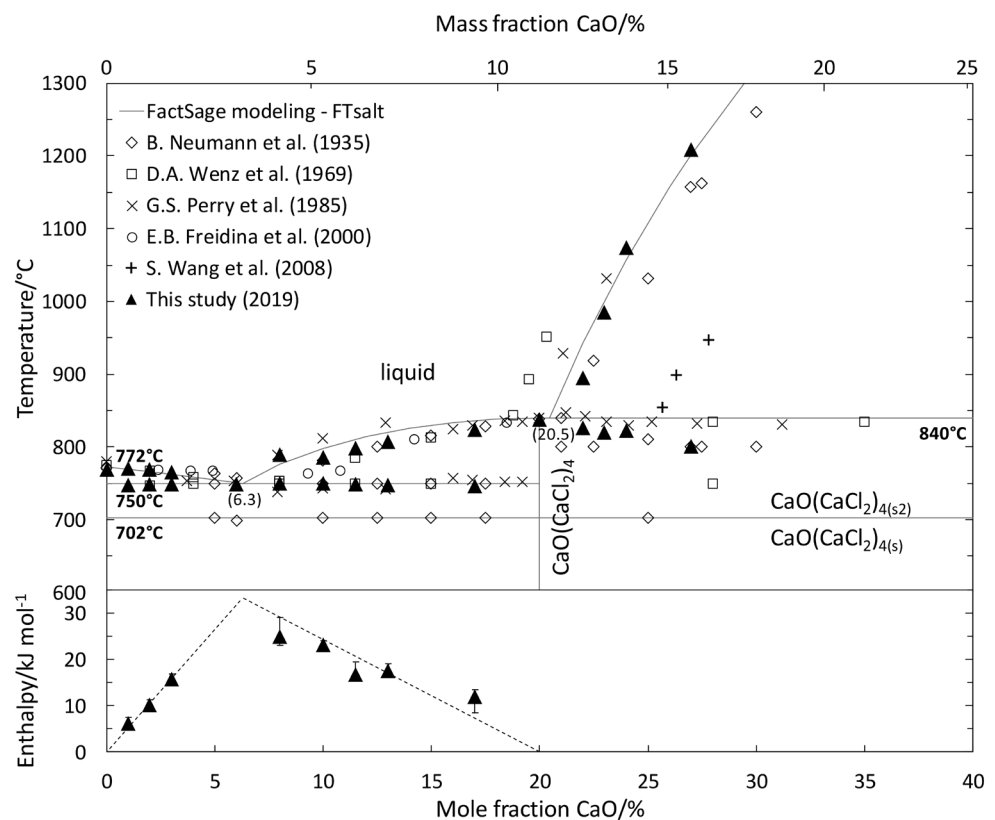 Mass fraction CaO/%
0 5 10 15 20 25
1300
1200
1100
1000
900
800
700
600
Temperature/°C
FactSage modeling - FTsalt
B. Neumann et al. (1935)
D.A. Wenz et al. (1969)
G.S. Perry et al. (1985)
E.B. Freidina et al. (2000)
S. Wang et al. (2008)
This study (2019)
liquid
772°C
750°C
702°C
(6.3)
(20.5)
840°C
CaO(CaCl2)4
CaO(CaCl2)4(s2)
CaO(CaCl2)4(s)
30
20
10
0
Enthalpy/kJ mol-1
0 5 10 15 20 25 30 35 40
Mole fraction CaO/%